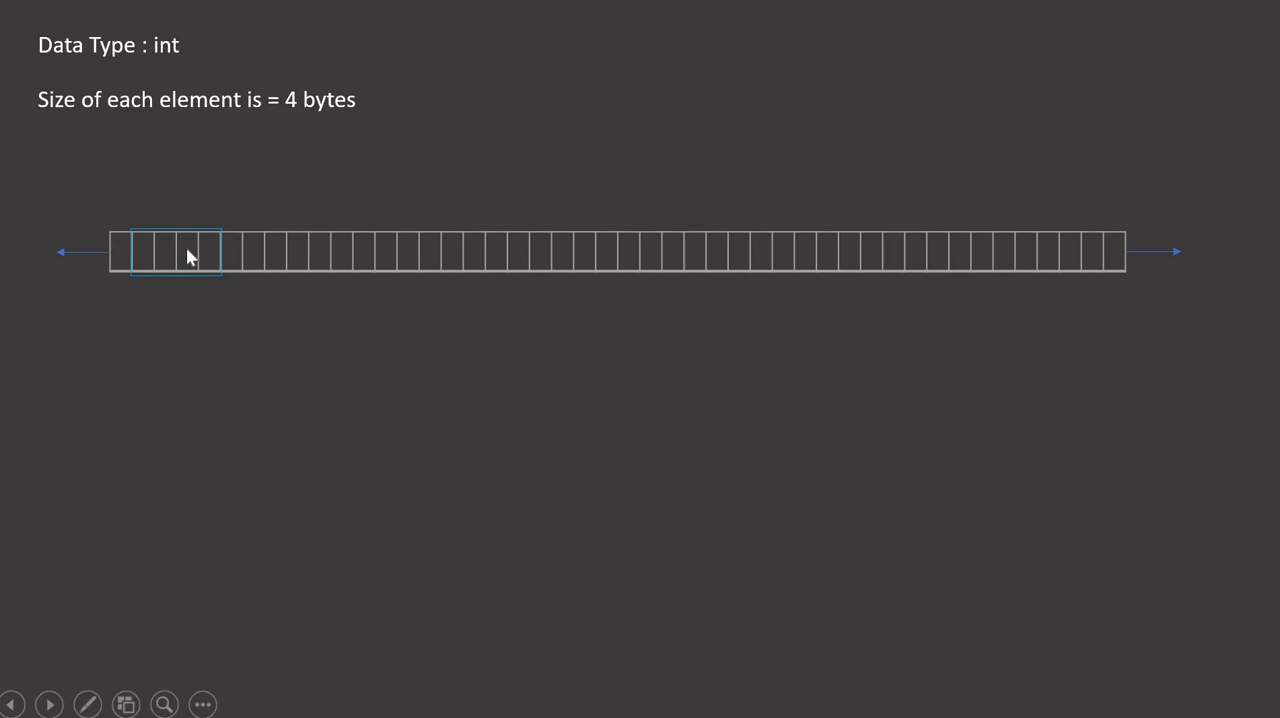 Data Type : int
Size of each element is = 4 bytes